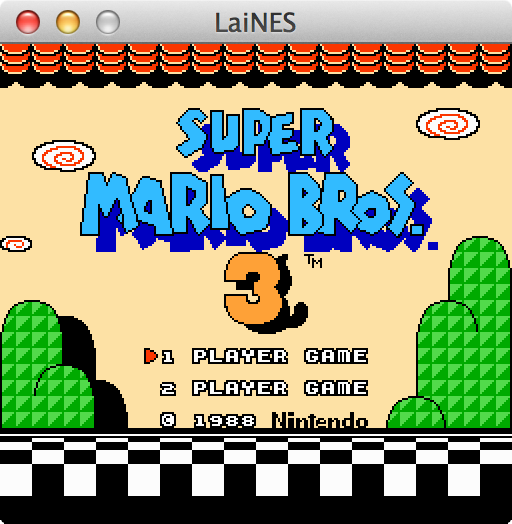 LaiNES
SUPER
MARIO BROS.
3 TM
1 PLAYER GAME
2 PLAYER GAME
© 1988 Nintendo